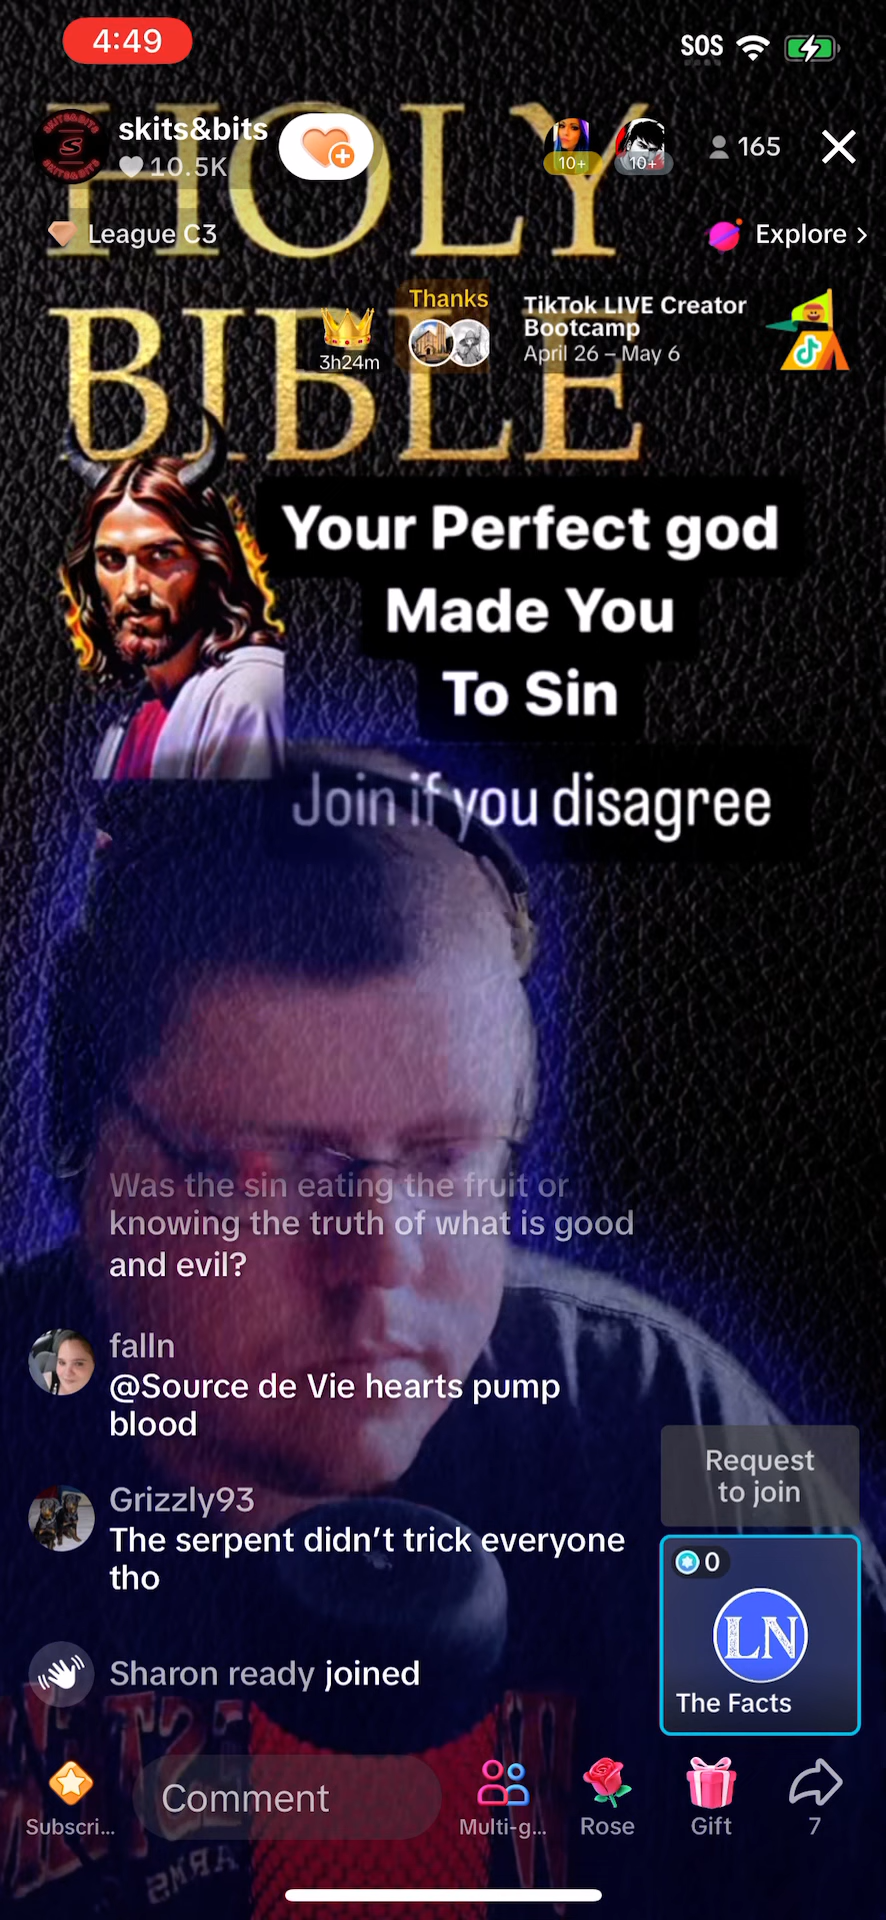 4:49
SOS
HOLY
BIBLE
skits&bits
10.5K
10+
10+
165
League C3
Explore >
3h24m
Thanks
TikTok LIVE Creator
Bootcamp
April 26 – May 6
Your Perfect god
Made You
To Sin
Join if you disagree
Was the sin eating the fruit or
knowing the truth of what is good
and evil?
falln
@Source de Vie hearts pump
blood
Grizzly93
The serpent didn't trick everyone
tho
Sharon ready joined
Request
to join
0
LN
The Facts
Subscri...
Comment
Multi-g...
Rose
Gift
7